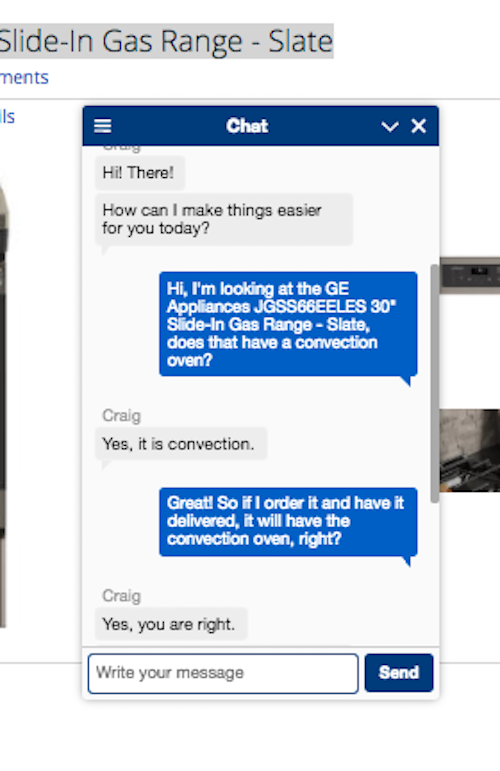 Slide-In Gas Range - Slate
ments
ils
Chat
Craig
Hi! There!
How can I make things easier
for you today?
Hi, I'm looking at the GE
Appliances JGSS66EELES 30"
Slide-In Gas Range - Slate,
does that have a convection
oven?
Craig
Yes, it is convection.
Great! So if I order it and have it
delivered, it will have the
convection oven, right?
Craig
Yes, you are right.
Write your message
Send